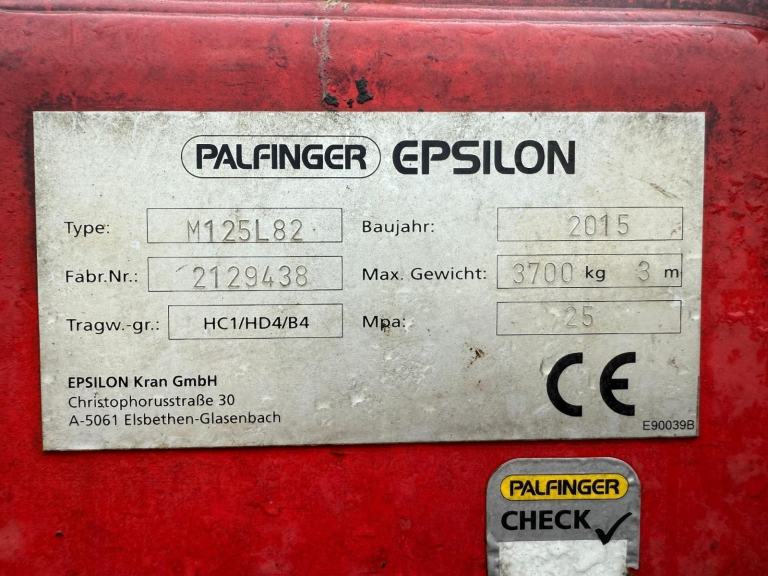 PALFINGER EPSILON
Type: M125L82 Baujahr: 2015
Fabr.Nr.: 2129438 Max. Gewicht: 3700 kg 3 m
Tragw.-gr.: HC1/HD4/B4 Mpa: 25
EPSILON Kran GmbH
Christophorusstraße 30
A-5061 Elsbethen-Glasenbach
CE
E90039B
PALFINGER
CHECK ✓